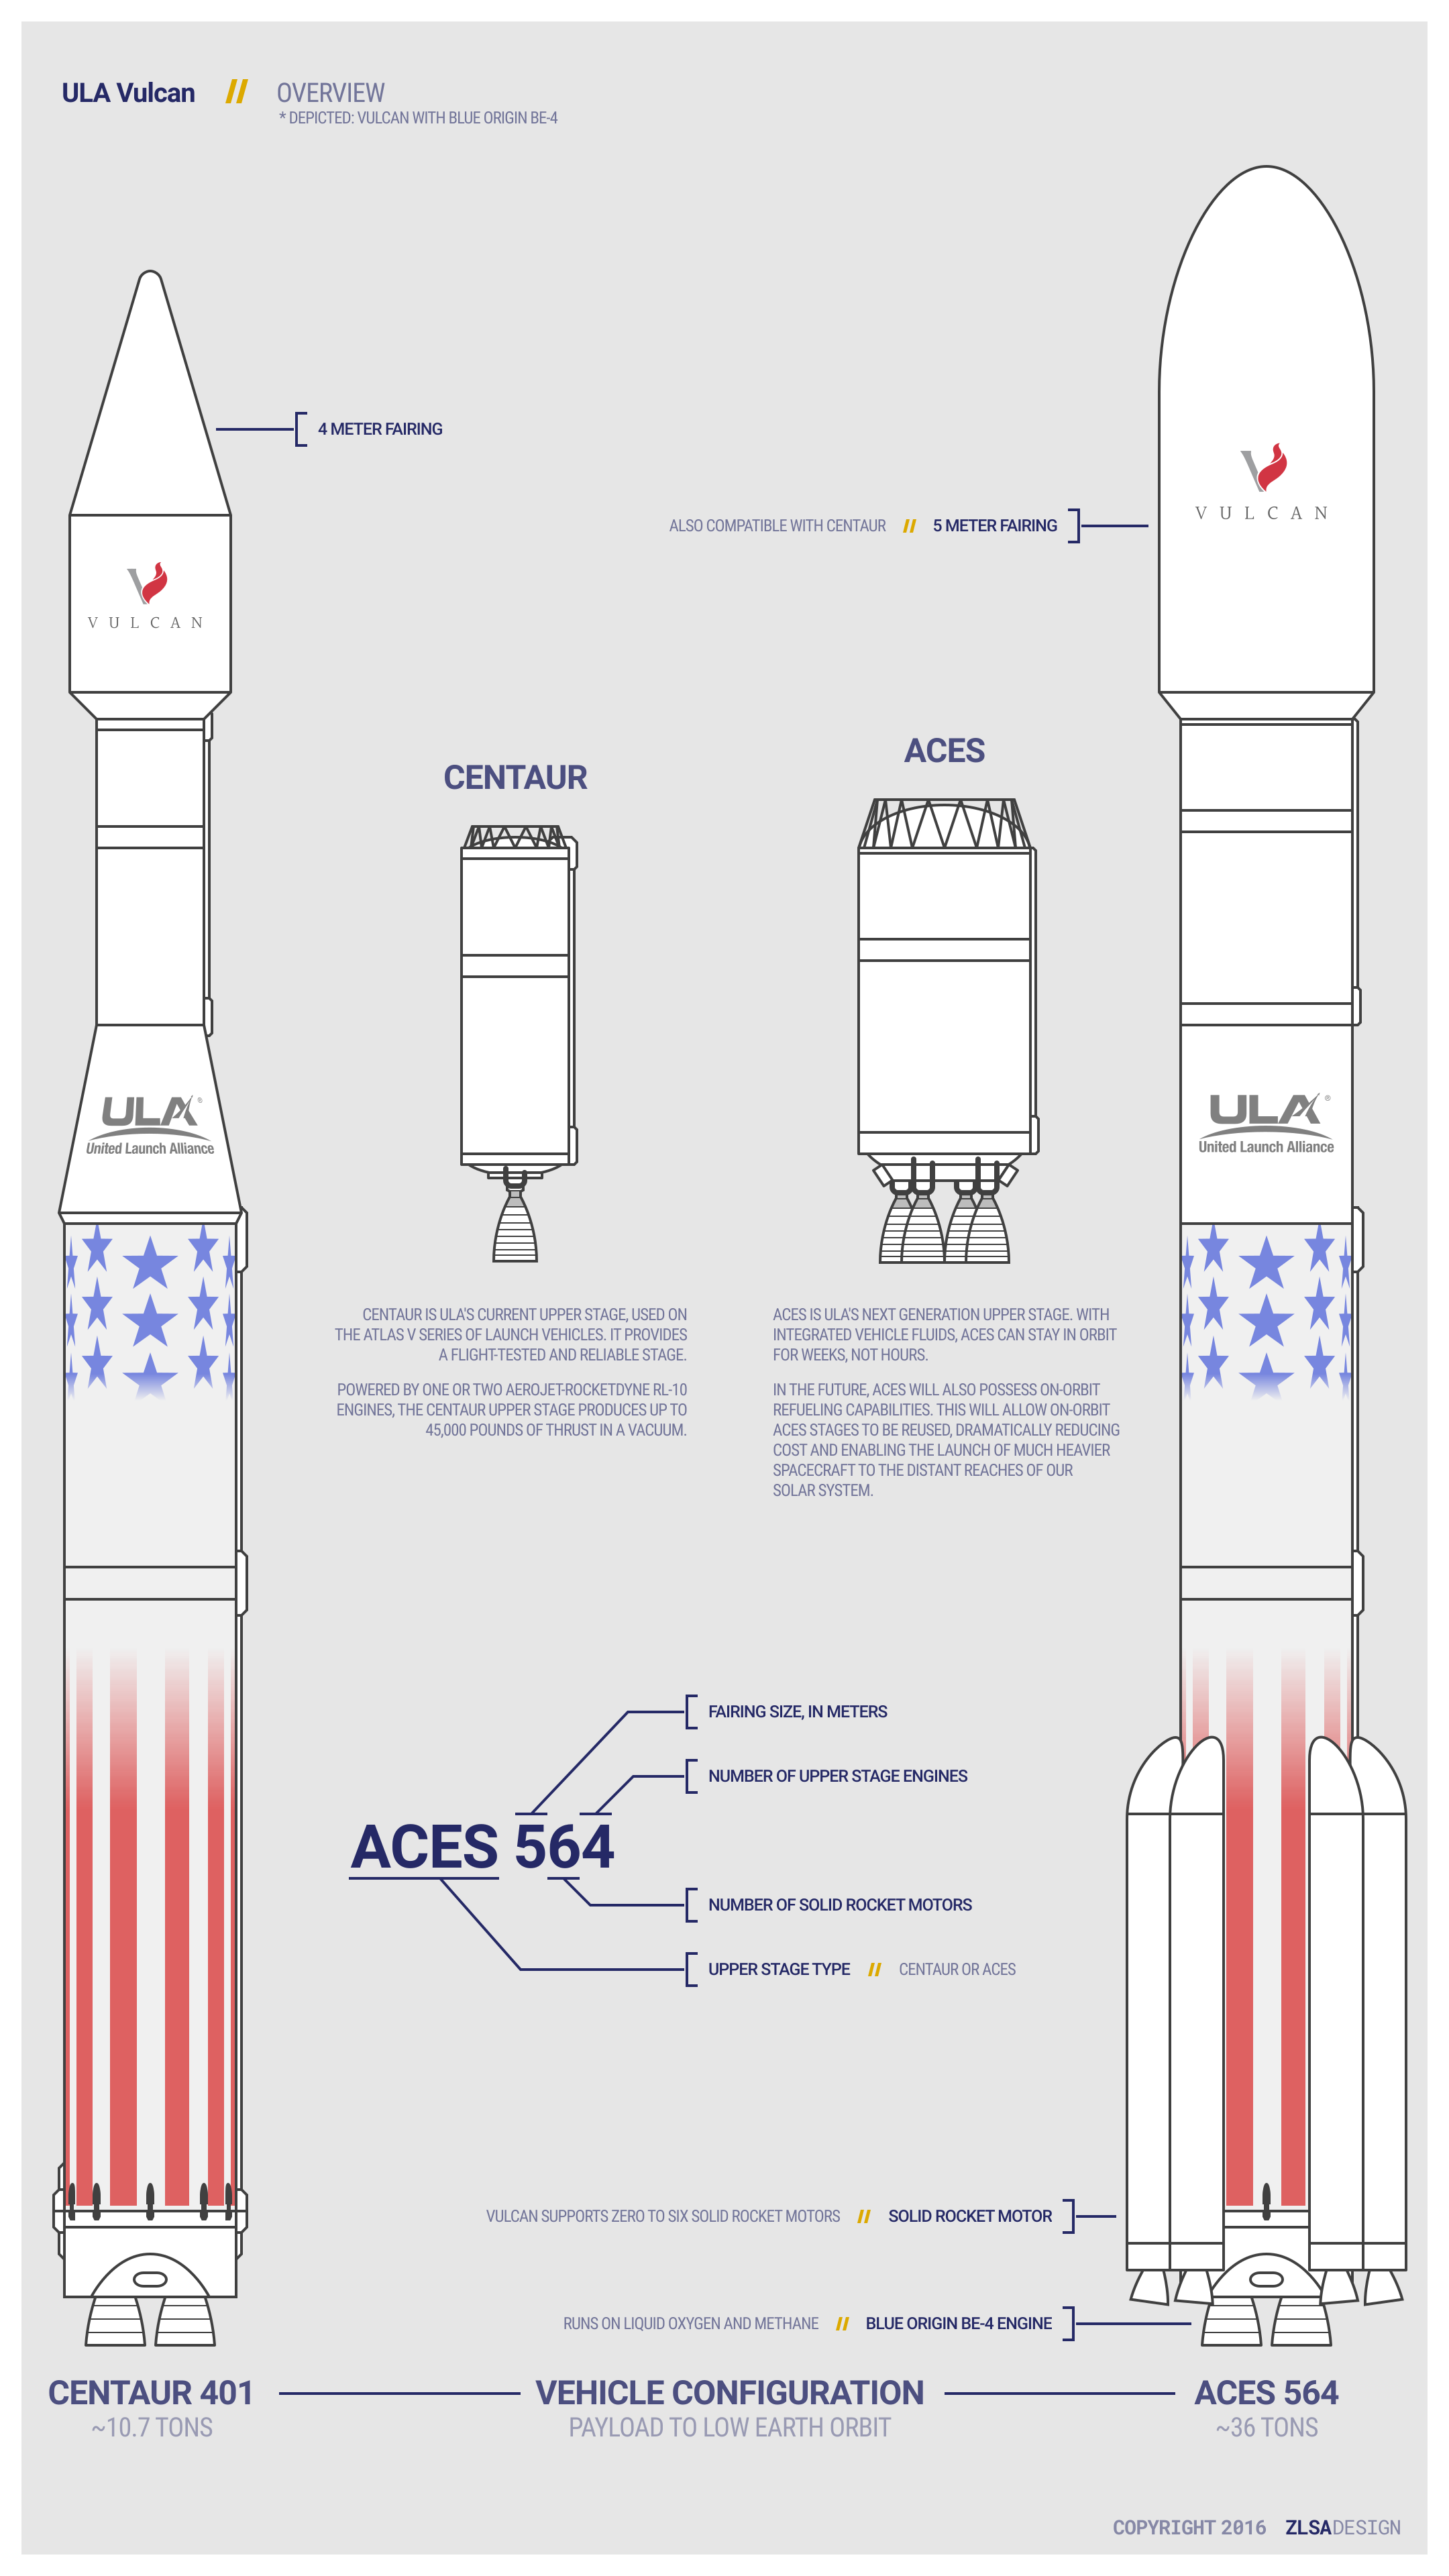 ULA Vulcan // OVERVIEW
* DEPICTED: VULCAN WITH BLUE ORIGIN BE-4
4 METER FAIRING
ALSO COMPATIBLE WITH CENTAUR // 5 METER FAIRING
VULCAN
VULCAN
CENTAUR
ACES
ULA®
United Launch Alliance
ULA®
United Launch Alliance
CENTAUR IS ULA'S CURRENT UPPER STAGE, USED ON
THE ATLAS V SERIES OF LAUNCH VEHICLES. IT PROVIDES
A FLIGHT-TESTED AND RELIABLE STAGE.
POWERED BY ONE OR TWO AEROJET-ROCKETDYNE RL-10
ENGINES, THE CENTAUR UPPER STAGE PRODUCES UP TO
45,000 POUNDS OF THRUST IN A VACUUM.
ACES IS ULA'S NEXT GENERATION UPPER STAGE. WITH
INTEGRATED VEHICLE FLUIDS, ACES CAN STAY IN ORBIT
FOR WEEKS, NOT HOURS.
IN THE FUTURE, ACES WILL ALSO POSSESS ON-ORBIT
REFUELING CAPABILITIES. THIS WILL ALLOW ON-ORBIT
ACES STAGES TO BE REUSED, DRAMATICALLY REDUCING
COST AND ENABLING THE LAUNCH OF MUCH HEAVIER
SPACECRAFT TO THE DISTANT REACHES OF OUR
SOLAR SYSTEM.
FAIRING SIZE, IN METERS
NUMBER OF UPPER STAGE ENGINES
ACES 564
NUMBER OF SOLID ROCKET MOTORS
UPPER STAGE TYPE // CENTAUR OR ACES
VULCAN SUPPORTS ZERO TO SIX SOLID ROCKET MOTORS // SOLID ROCKET MOTOR
RUNS ON LIQUID OXYGEN AND METHANE // BLUE ORIGIN BE-4 ENGINE
CENTAUR 401
~10.7 TONS
VEHICLE CONFIGURATION
PAYLOAD TO LOW EARTH ORBIT
ACES 564
~36 TONS
COPYRIGHT 2016 ZLSADESIGN